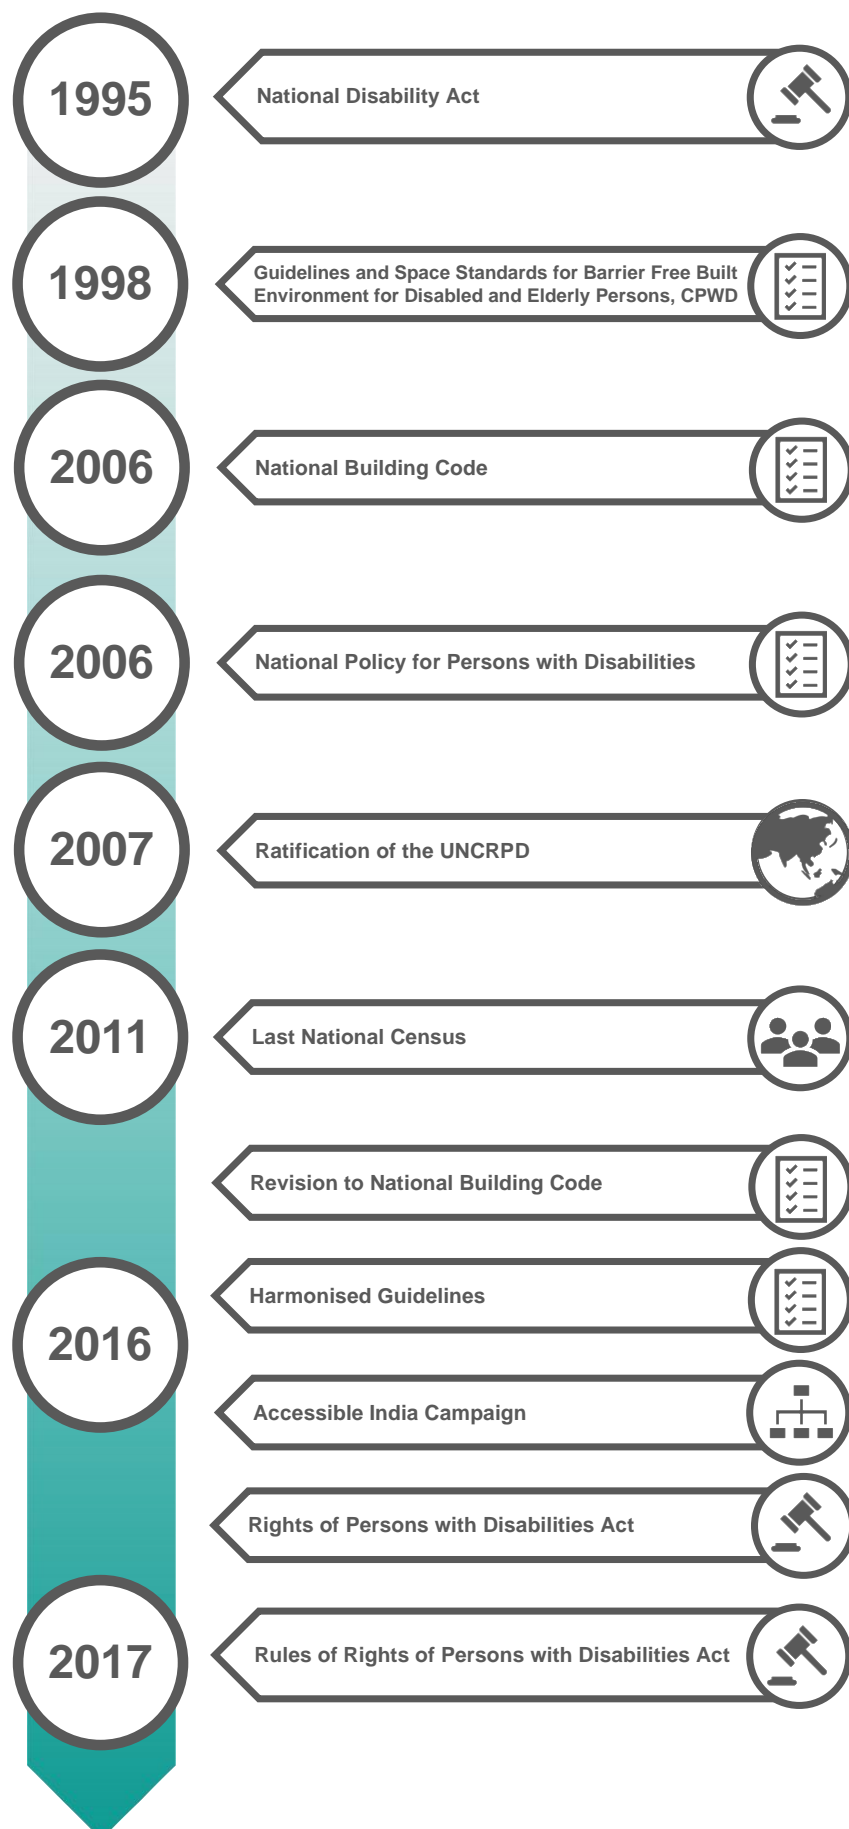 1995
National Disability Act
1998
Guidelines and Space Standards for Barrier Free Built
Environment for Disabled and Elderly Persons, CPWD
2006
National Building Code
2006
National Policy for Persons with Disabilities
2007
Ratification of the UNCRPD
2011
Last National Census
2016
Revision to National Building Code
Harmonised Guidelines
Accessible India Campaign
Rights of Persons with Disabilities Act
2017
Rules of Rights of Persons with Disabilities Act